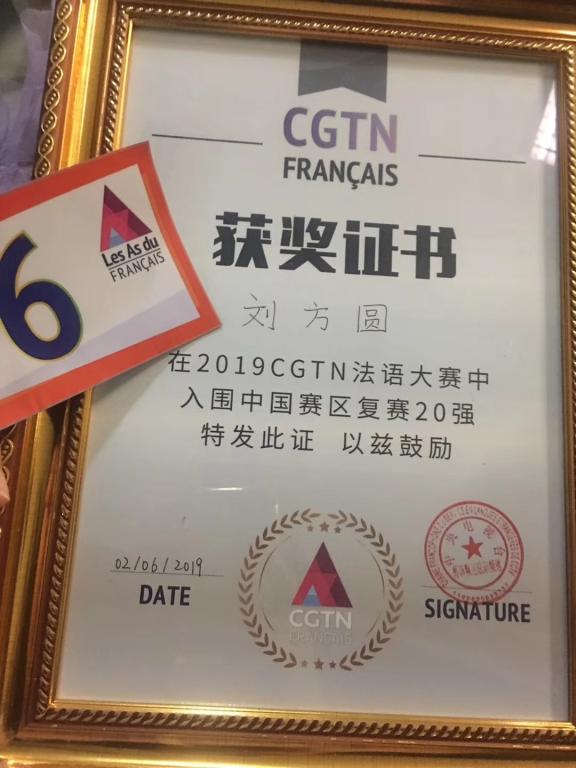 CGTN
FRANÇAIS
获奖证书
刘方圆
在2019CGTN法语大赛中
入围中国赛区复赛20强
特发此证 以兹鼓励
02/06/2019
DATE
CGTN
FRANÇAIS
SIGNATURE
6
Les As du
FRANÇAIS